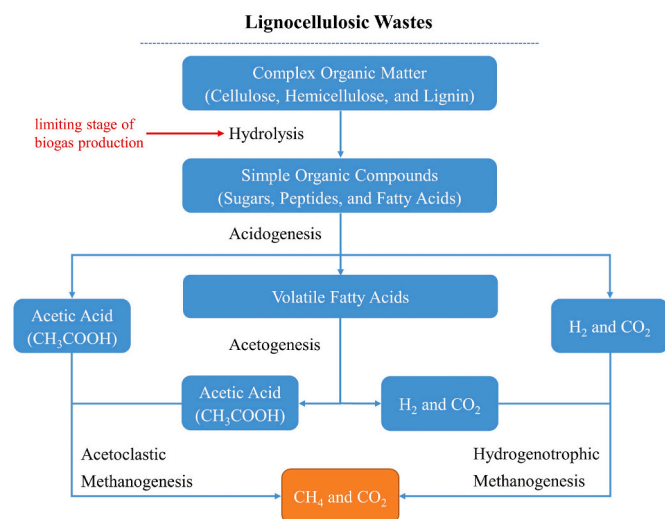 Lignocellulosic Wastes
Complex Organic Matter
(Cellulose, Hemicellulose, and Lignin)
limiting stage of
biogas production
Hydrolysis
Simple Organic Compounds
(Sugars, Peptides, and Fatty Acids)
Acidogenesis
Acetic Acid
(CH₃COOH)
Volatile Fatty Acids
H₂ and CO₂
Acetogenesis
Acetic Acid
(CH₃COOH)
H₂ and CO₂
Acetoclastic
Methanogenesis
Hydrogenotrophic
Methanogenesis
CH₄ and CO₂